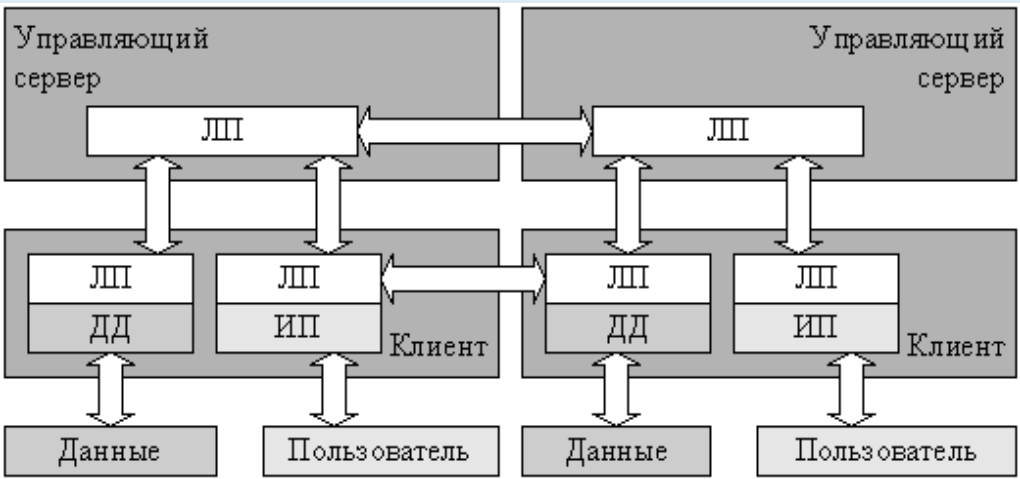 Управляющий
сервер
Управляющий
сервер
ЛП
ЛП
ЛП
ЛП
ЛП
ЛП
ДД
ИП
Клиент
ДД
ИП
Клиент
Данные
Пользователь
Данные
Пользователь